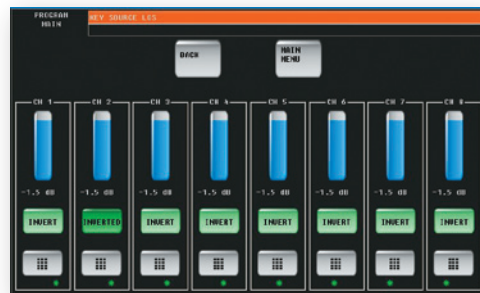 PROGRAM
MAIN
NEV SOURCE LES
BACK
MAIN
MENU
CH 1 CH 2 CH 3 CH 4 CH 5 CH 6 CH 7 CH 8
-1.5 dB -1.5 dB -1.5 dB -1.5 dB -1.5 dB -1.5 dB -1.5 dB -1.5 dB
INVERT INVERTED INVERT INVERT INVERT INVERT INVERT INVERT